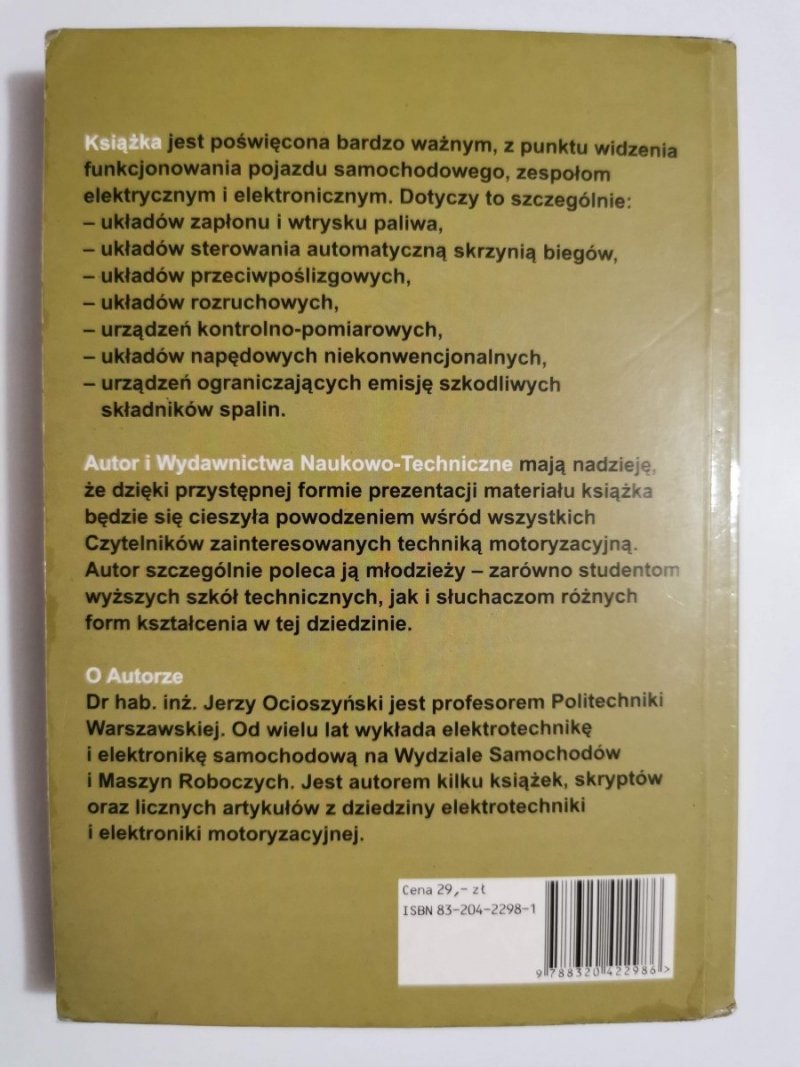 Książka jest poświęcona bardzo ważnym, z punktu widzenia
funkcjonowania pojazdu samochodowego, zespołom
elektrycznym i elektronicznym. Dotyczy to szczególnie:
– układów zapłonu i wtrysku paliwa,
– układów sterowania automatyczną skrzynią biegów,
– układów przeciwpoślizgowych,
– układów rozruchowych,
– urządzeń kontrolno-pomiarowych,
– układów napędowych niekonwencjonalnych,
– urządzeń ograniczających emisję szkodliwych
składników spalin.
Autor i Wydawnictwa Naukowo-Techniczne mają nadzieję,
że dzięki przystępnej formie prezentacji materiału książka
będzie się cieszyła powodzeniem wśród wszystkich
Czytelników zainteresowanych techniką motoryzacyjną.
Autor szczególnie poleca ją młodzieży – zarówno studentom
wyższych szkół technicznych, jak i słuchaczom różnych
form kształcenia w tej dziedzinie.
O Autorze
Dr hab. inż. Jerzy Ocioszyński jest profesorem Politechniki
Warszawskiej. Od wielu lat wykłada elektrotechnikę
i elektronikę samochodową na Wydziale Samochodów
i Maszyn Roboczych. Jest autorem kilku książek, skryptów
oraz licznych artykułów z dziedziny elektrotechniki
i elektroniki motoryzacyjnej.
Cena 29,– zł
ISBN 83-204-2298-1
9788320422986>